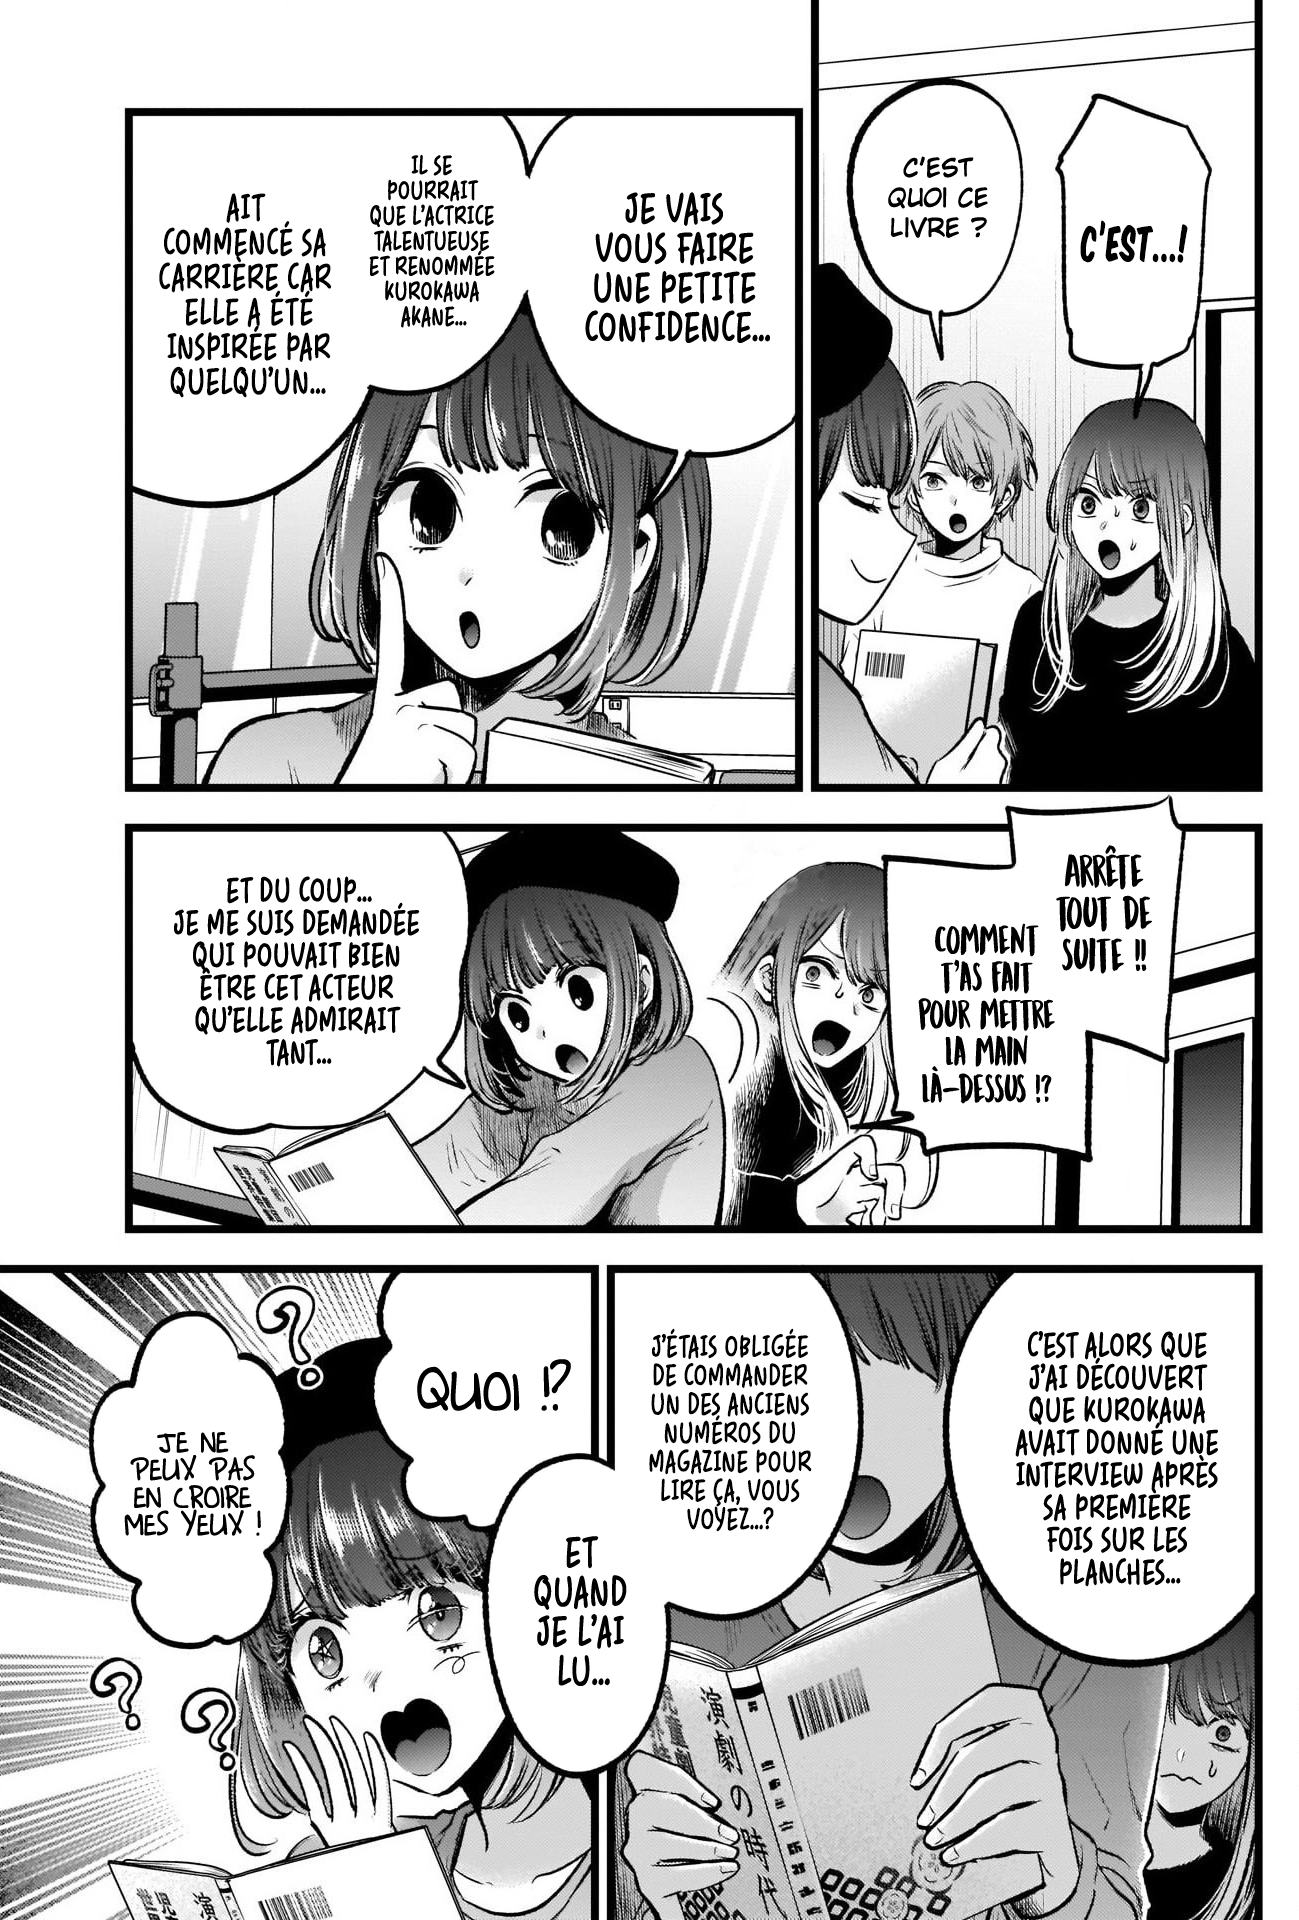 C'EST...!
C'EST
QUOI CE
LIVRE ?
JE VAIS
VOUS FAIRE
UNE PETITE
CONFIDENCE...
IL SE
POURRAIT
QUE L'ACTRICE
TALENTUEUSE
ET RENOMMÉE
KUROKAWA
AKANE...
AIT
COMMENCÉ SA
CARRIÈRE CAR
ELLE A ÉTÉ
INSPIRÉE PAR
QUELQU'UN...
ARRÊTE
TOUT DE
SUITE !!
COMMENT
T'AS FAIT
POUR METTRE
LA MAIN
LÀ-DESSUS !?
ET DU COUP...
JE ME SUIS DEMANDÉE
QUI POUVAIT BIEN
ÊTRE CET ACTEUR
QU'ELLE ADMIRAIT
TANT...
C'EST ALORS QUE
J'AI DÉCOUVERT
QUE KUROKAWA
AVAIT DONNÉ UNE
INTERVIEW APRÈS
SA PREMIÈRE
FOIS SUR LES
PLANCHES...
J'ÉTAIS OBLIGÉE
DE COMMANDER
UN DES ANCIENS
NUMÉROS DU
MAGAZINE POUR
LIRE ÇA, VOUS
VOYEZ...?
演劇の時代
ET
QUAND
JE L'AI
LU...
QUOI !?
JE NE
PEUX PAS
EN CROIRE
MES YEUX !
? ? ?
演劇